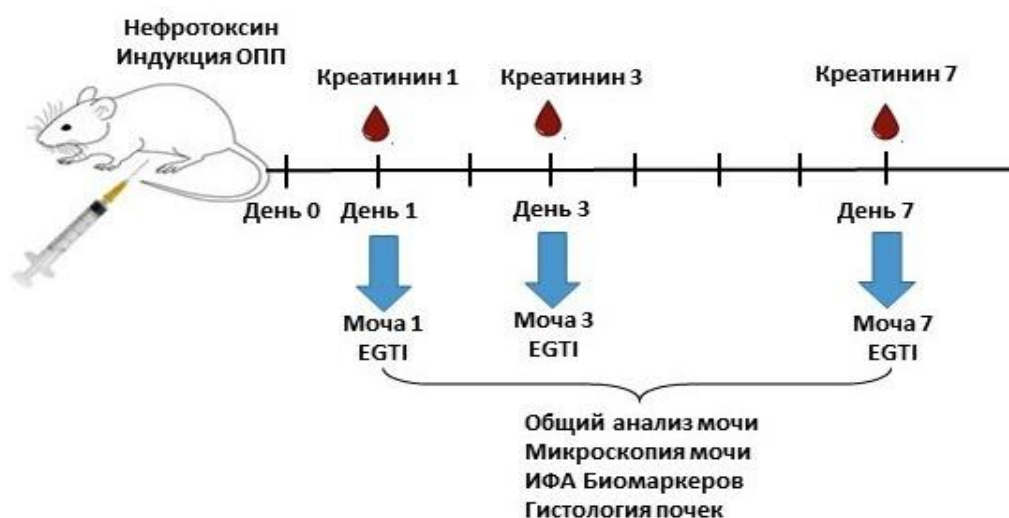 Нефротоксин
Индукция ОПП
Креатинин 1
Креатинин 3
Креатинин 7
День 0
День 1
День 3
День 7
Моча 1
EGTI
Моча 3
EGTI
Моча 7
EGTI
Общий анализ мочи
Микроскопия мочи
ИФА Биомаркеров
Гистология почек